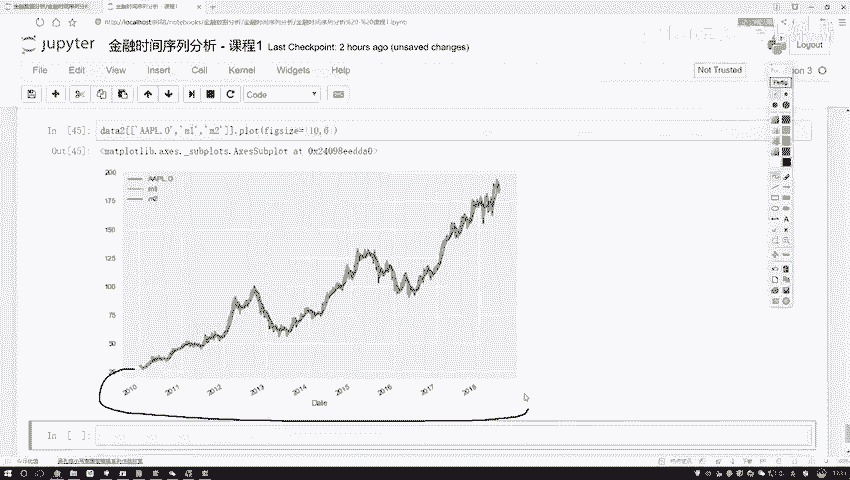 jupyter 金融时间序列分析 - 课程1 Last Checkpoint: 2 hours ago (unsaved changes)
Logout
File Edit View Insert Cell Kernel Widgets Help
Not Trusted
Code
In [45]: data2[['AAPL.O','m1','m2']].plot(figsize=(10,6))
Out[45]: <matplotlib.axes._subplots.AxesSubplot at 0x24098eedda0>
AAPL.O
m1
m2
200
175
150
125
100
75
50
25
2010 2011 2012 2013 2014 2015 2016 2017 2018
Date
In [ ]: